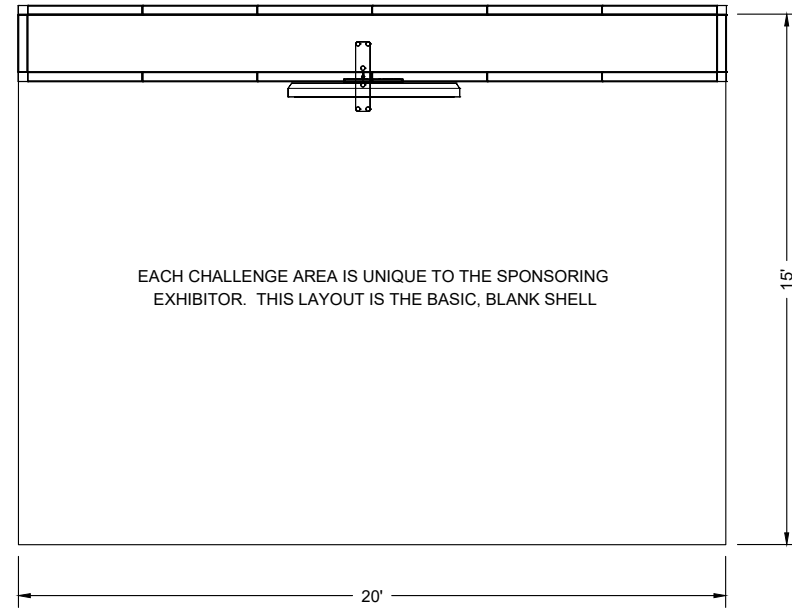 EACH CHALLENGE AREA IS UNIQUE TO THE SPONSORING
EXHIBITOR. THIS LAYOUT IS THE BASIC, BLANK SHELL
15'
20'